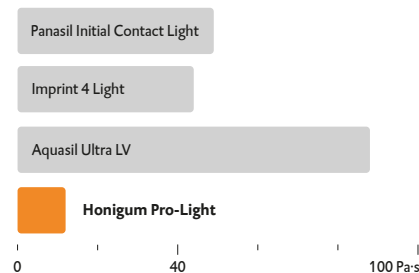 Panasil Initial Contact Light
Imprint 4 Light
Aquasil Ultra LV
Honigum Pro-Light
0 40 100 Pa·s